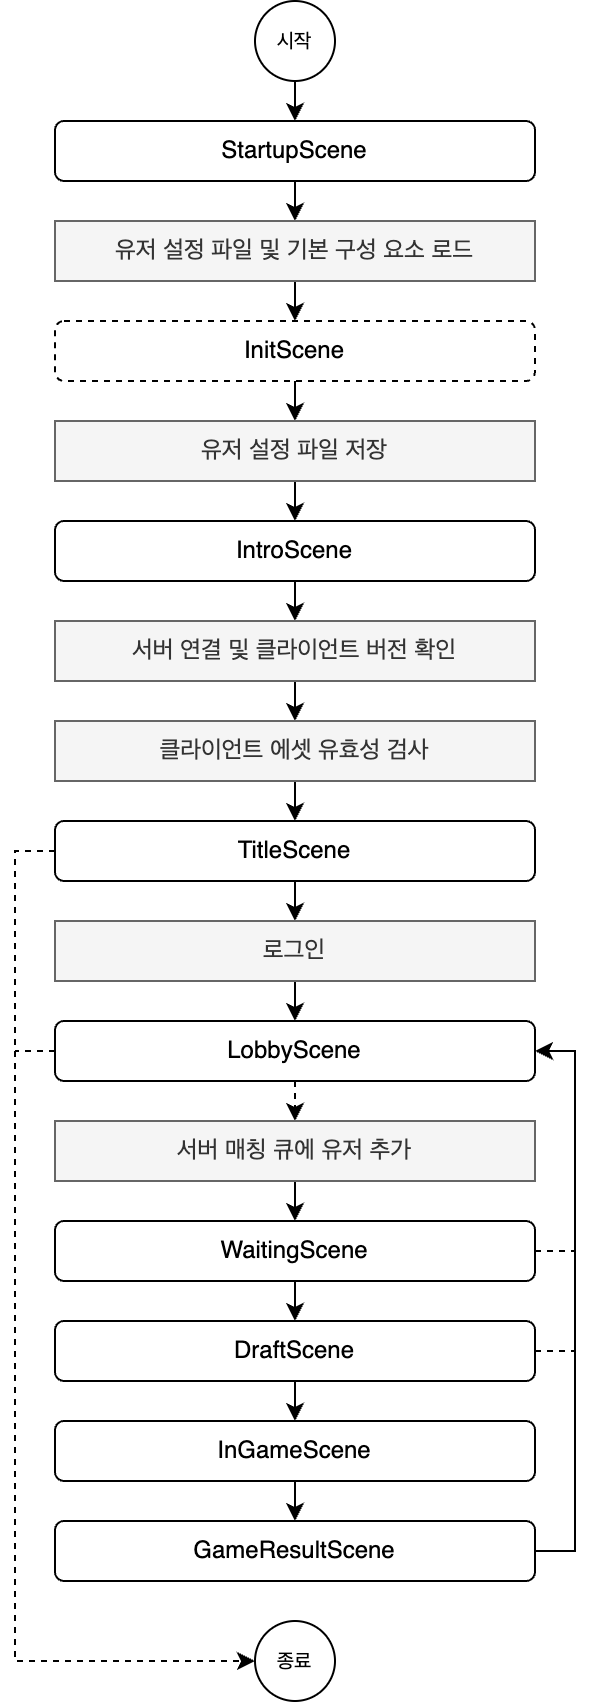 시작
StartupScene
유저 설정 파일 및 기본 구성 요소 로드
InitScene
유저 설정 파일 저장
IntroScene
서버 연결 및 클라이언트 버전 확인
클라이언트 에셋 유효성 검사
TitleScene
로그인
LobbyScene
서버 매칭 큐에 유저 추가
WaitingScene
DraftScene
InGameScene
GameResultScene
종료